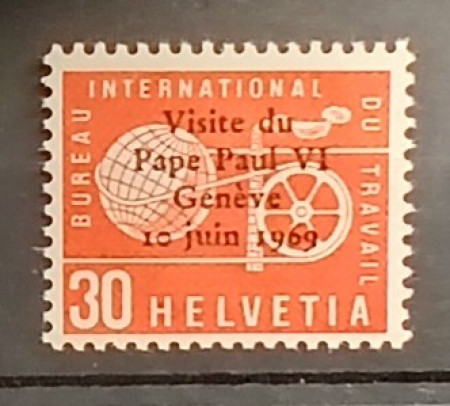 BUREAU INTERNATIONAL DU TRAVAIL
Visite du
Pape Paul VI
Genève
10 juin 1969
30 HELVETIA